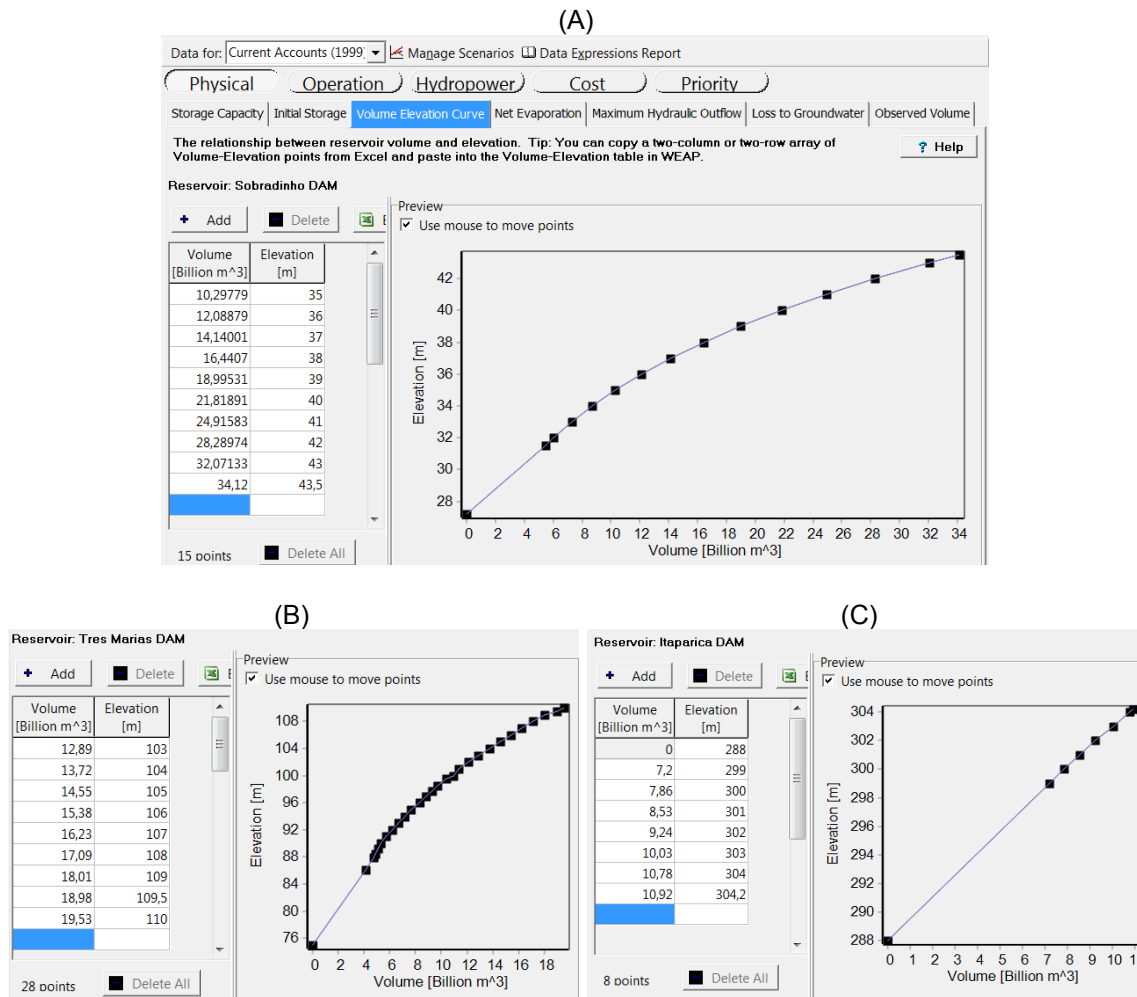 (A)
Data for: Current Accounts (1999) Manage Scenarios Data Expressions Report
Physical Operation Hydropower Cost Priority
Storage Capacity Initial Storage Volume Elevation Curve Net Evaporation Maximum Hydraulic Outflow Loss to Groundwater Observed Volume
The relationship between reservoir volume and elevation. Tip: You can copy a two-column or two-row array of
Volume-Elevation points from Excel and paste into the Volume-Elevation table in WEAP.
? Help
Reservoir: Sobradinho DAM
+ Add - Delete
Volume Elevation
[Billion m^3] [m]
10,29779 35
12,08879 36
14,14001 37
16,4407 38
18,99531 39
21,81891 40
24,91583 41
28,28974 42
32,07133 43
34,12 43,5
15 points - Delete All
Preview
Use mouse to move points
Elevation [m]
42
40
38
36
34
32
30
28
0 2 4 6 8 10 12 14 16 18 20 22 24 26 28 30 32 34
Volume [Billion m^3]
(B)
Reservoir: Tres Marias DAM
+ Add - Delete
Volume Elevation
[Billion m^3] [m]
12,89 103
13,72 104
14,55 105
15,38 106
16,23 107
17,09 108
18,01 109
18,98 109,5
19,53 110
28 points - Delete All
Preview
Use mouse to move points
Elevation [m]
108
104
100
96
92
88
84
80
76
0 2 4 6 8 10 12 14 16 18
Volume [Billion m^3]
(C)
Reservoir: Itaparica DAM
+ Add - Delete
Volume Elevation
[Billion m^3] [m]
0 288
7,2 299
7,86 300
8,53 301
9,24 302
10,03 303
10,78 304
10,92 304,2
8 points - Delete All
Preview
Use mouse to move points
Elevation [m]
304
302
300
298
296
294
292
290
288
0 1 2 3 4 5 6 7 8 9 10
Volume [Billion m^3]